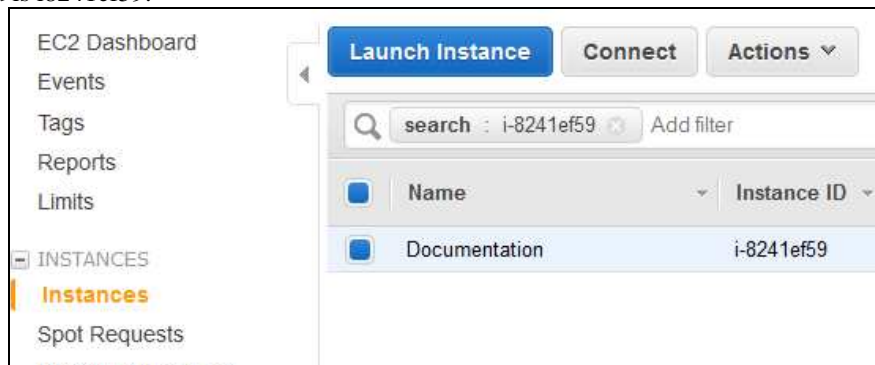 EC2 Dashboard
Events
Tags
Reports
Limits
INSTANCES
Instances
Spot Requests
Launch Instance Connect Actions
search : i-8241ef59 Add filter
Name Instance ID
Documentation i-8241ef59